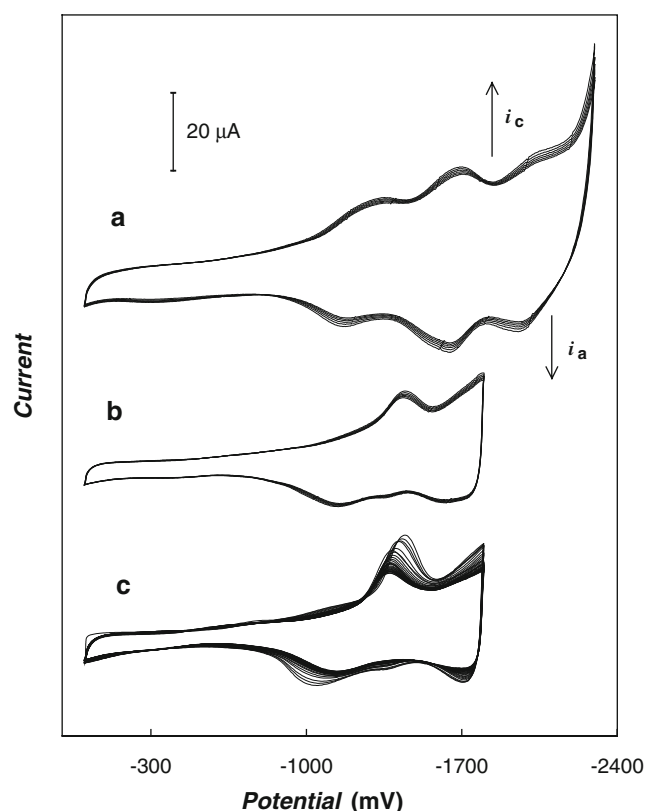 i c
20 μA
a
i a
Current
b
c
-300 -1000 -1700 -2400
Potential (mV)